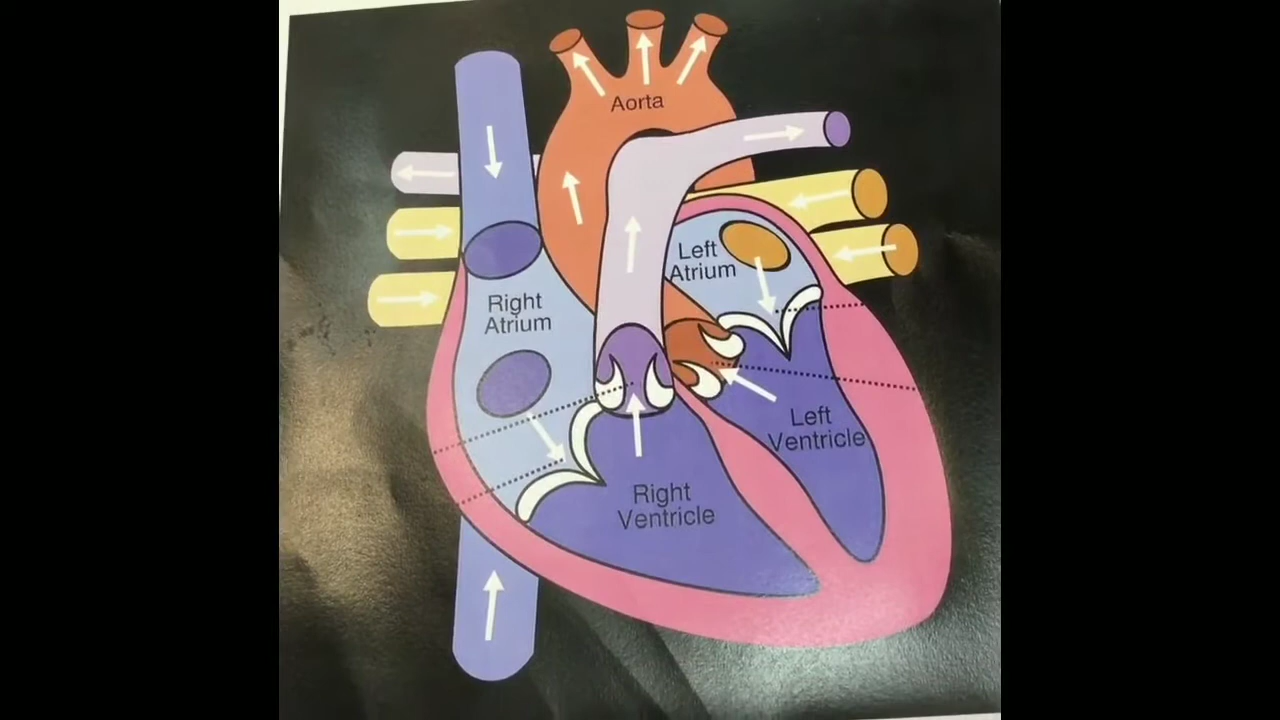 Aorta
Left
Atrium
Right
Atrium
Left
Ventricle
Right
Ventricle